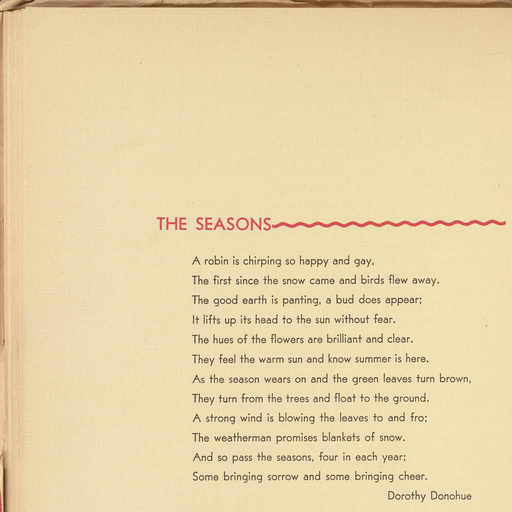 THE SEASONS
A robin is chirping so happy and gay,
The first since the snow came and birds flew away.
The good earth is panting, a bud does appear;
It lifts up its head to the sun without fear.
The hues of the flowers are brilliant and clear.
They feel the warm sun and know summer is here.
As the season wears on and the green leaves turn brown,
They turn from the trees and float to the ground.
A strong wind is blowing the leaves to and fro;
The weatherman promises blankets of snow.
And so pass the seasons, four in each year;
Some bringing sorrow and some bringing cheer.
Dorothy Donohue